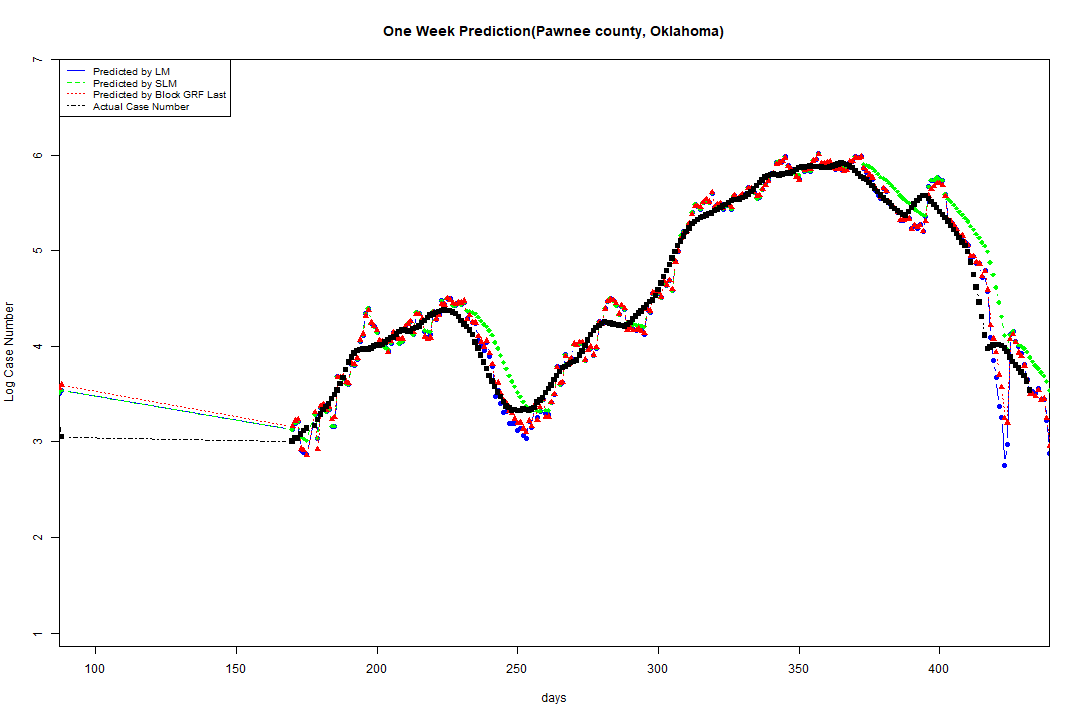 One Week Prediction(Pawnee county, Oklahoma)
Predicted by LM
Predicted by SLM
Predicted by Block GRF Last
Actual Case Number
7
6
5
4
3
2
1
Log Case Number
100 150 200 250 300 350 400
days